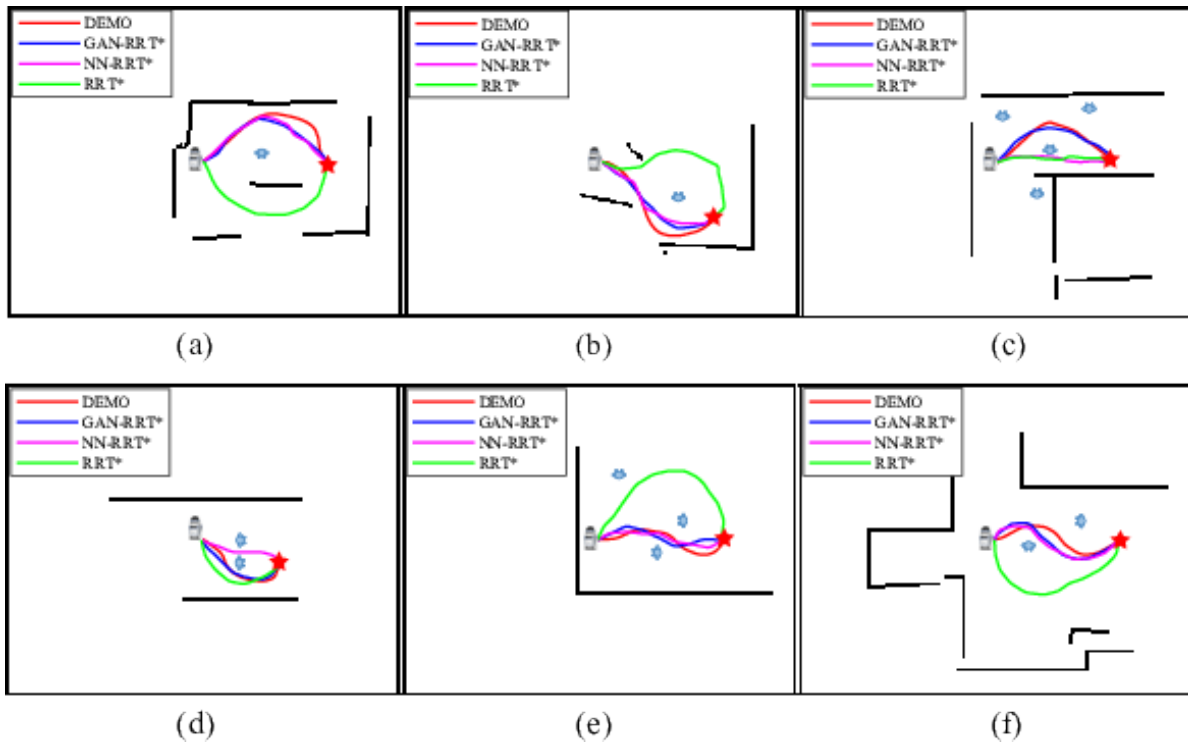 DEMO
GAN-RRT*
NN-RRT*
RRT*
DEMO
GAN-RRT*
NN-RRT*
RRT*
DEMO
GAN-RRT*
NN-RRT*
RRT*
(a)
(b)
(c)
DEMO
GAN-RRT*
NN-RRT*
RRT*
DEMO
GAN-RRT*
NN-RRT*
RRT*
DEMO
GAN-RRT*
NN-RRT*
RRT*
(d)
(e)
(f)